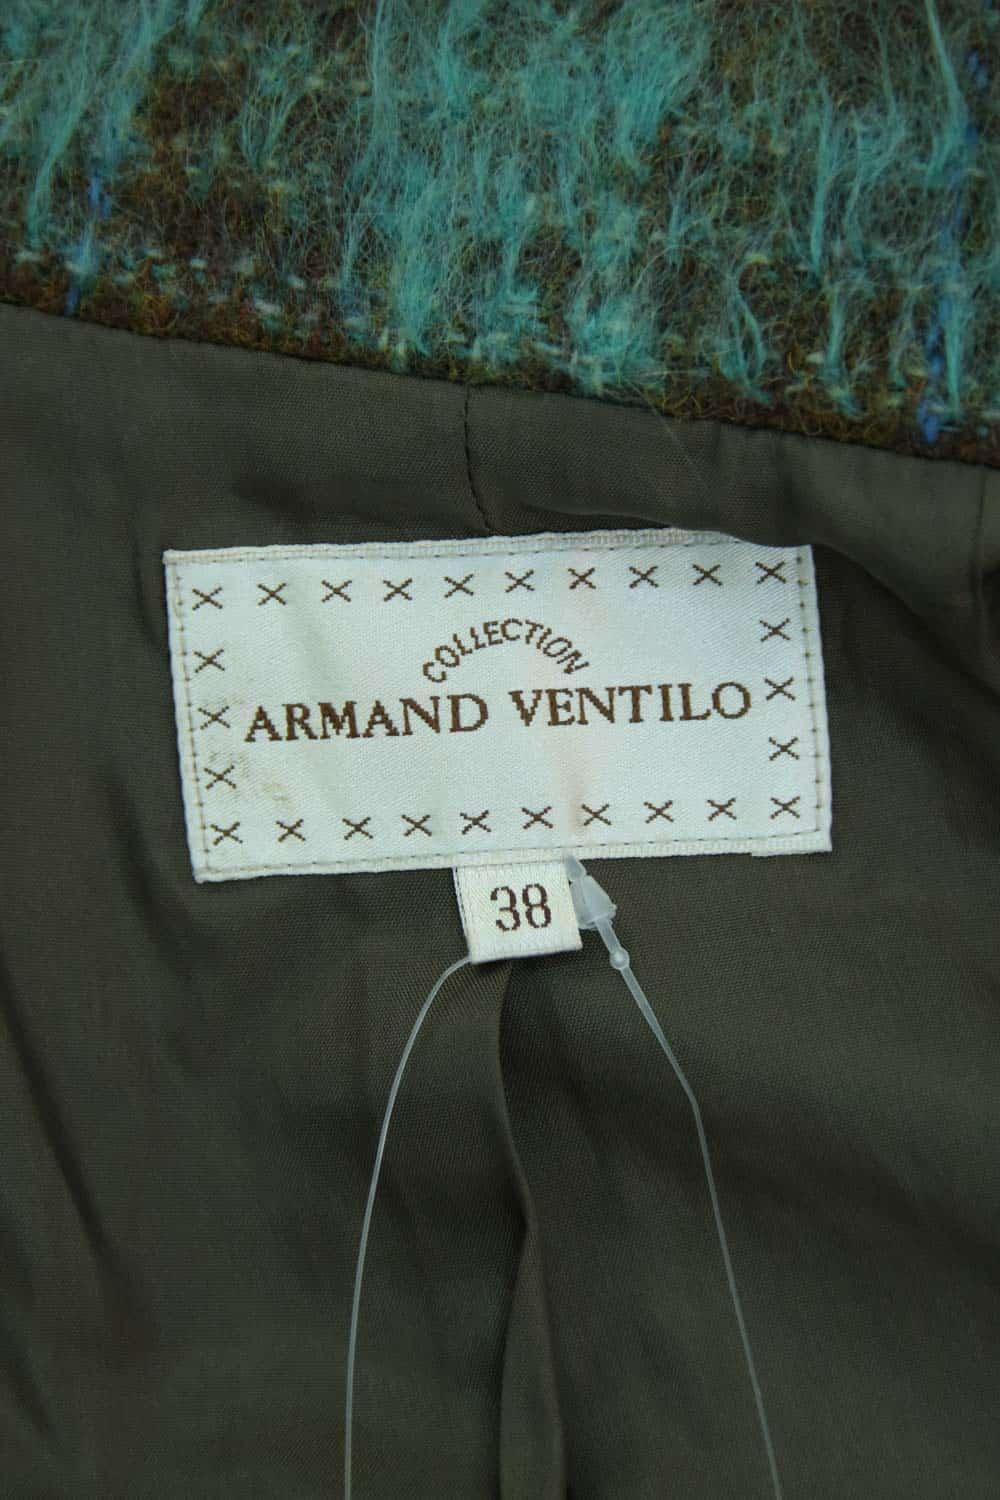 COLLECTION
ARMAND VENTILO
38